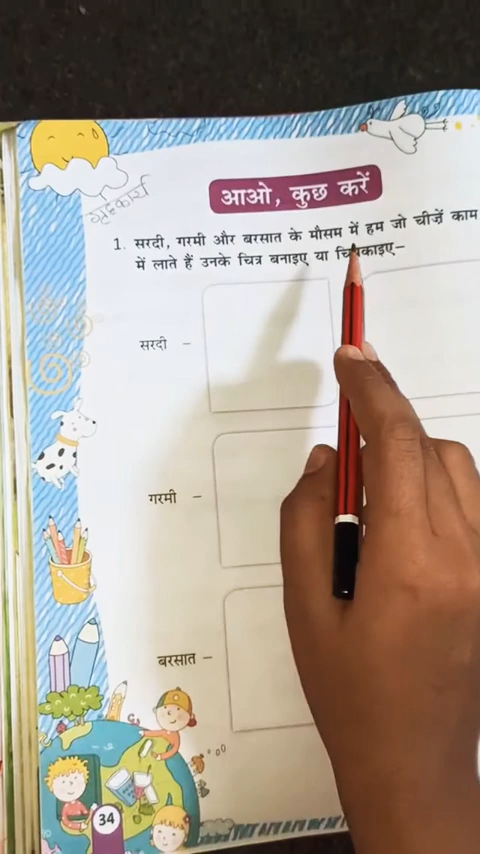 गृहकार्य
आओ, कुछ करें
1. सरदी, गरमी और बरसात के मौसम में हम जो चीज़ें काम
में लाते हैं उनके चित्र बनाइए या चिपकाइए–
सरदी –
गरमी –
बरसात –
34